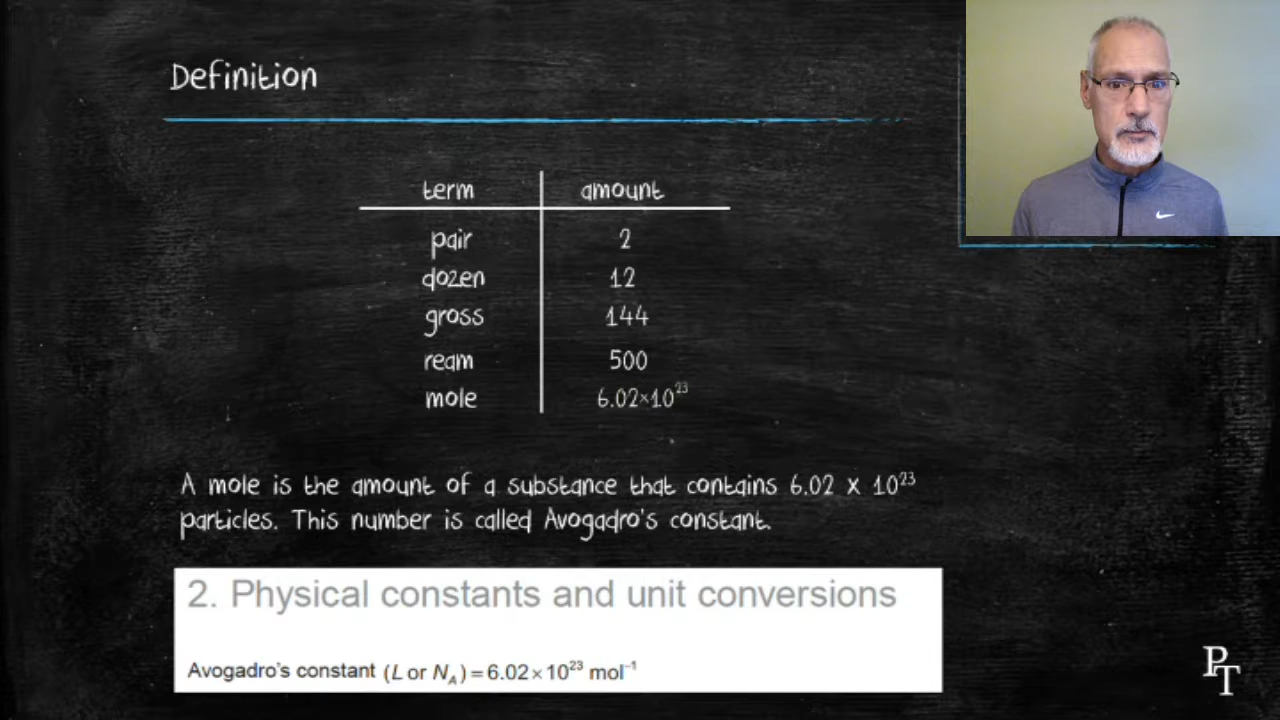 Definition
term amount
pair 2
dozen 12
gross 144
ream 500
mole 6.02×10²³
A mole is the amount of a substance that contains 6.02 x 10²³
particles. This number is called Avogadro's constant.
2. Physical constants and unit conversions
Avogadro's constant (L or N_A) = 6.02×10²³ mol⁻¹
PT